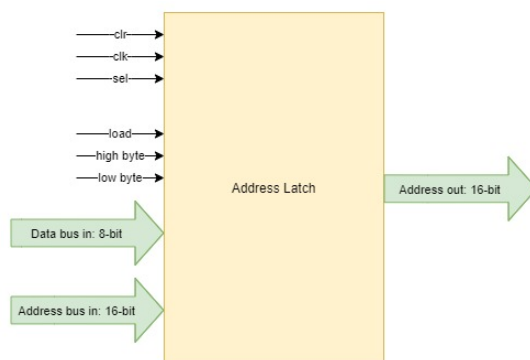 clr
clk
sel
load
high byte
low byte
Address Latch
Address out: 16-bit
Data bus in: 8-bit
Address bus in: 16-bit